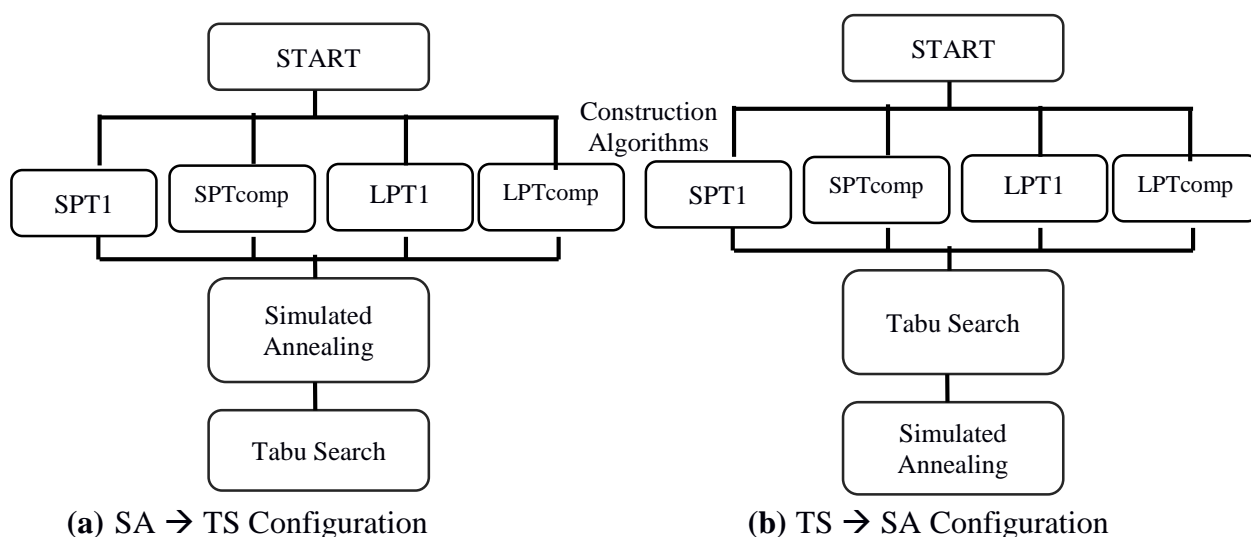 START
SPT1
SPTcomp
LPT1
LPTcomp
Simulated
Annealing
Tabu Search
(a) SA → TS Configuration
Construction
Algorithms
START
SPT1
SPTcomp
LPT1
LPTcomp
Tabu Search
Simulated
Annealing
(b) TS → SA Configuration